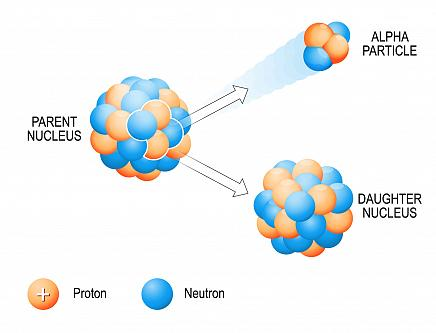 ALPHA
PARTICLE
PARENT
NUCLEUS
DAUGHTER
NUCLEUS
+
Proton
Neutron